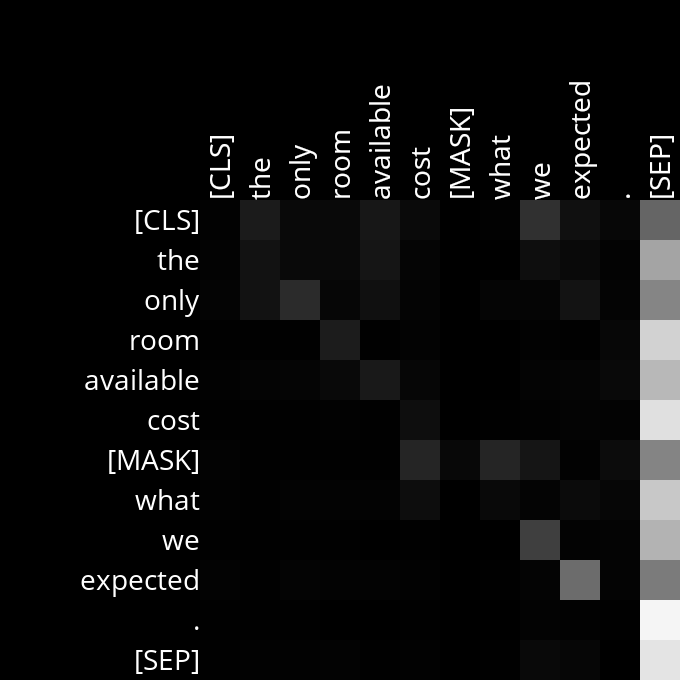 [CLS] the only room available cost [MASK] what we expected . [SEP]
[CLS]
the
only
room
available
cost
[MASK]
what
we
expected
.
[SEP]